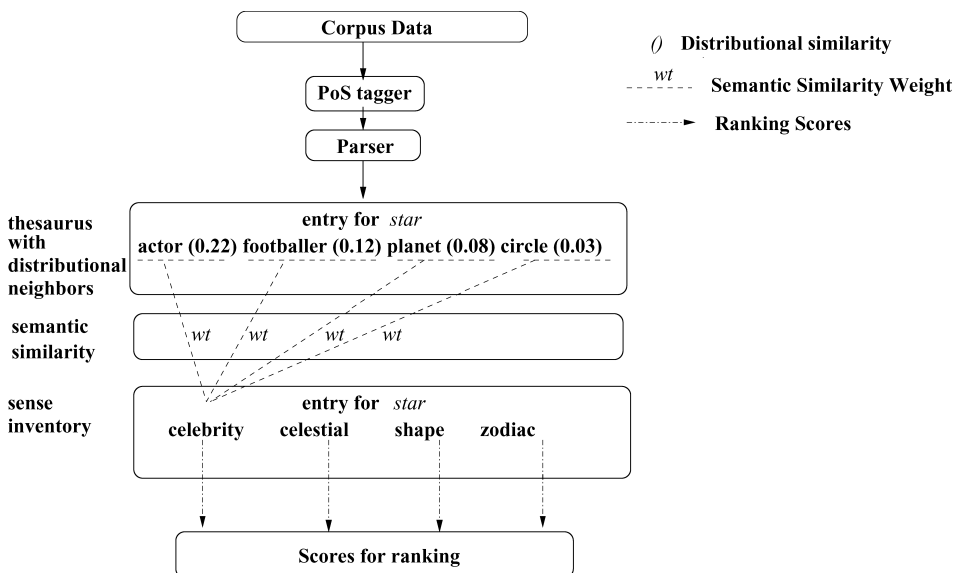 Corpus Data
() Distributional similarity
wt
Semantic Similarity Weight
PoS tagger
Ranking Scores
Parser
thesaurus
with
distributional
neighbors
entry for star
actor (0.22) footballer (0.12) planet (0.08) circle (0.03)
semantic
similarity
wt wt wt wt
sense
inventory
entry for star
celebrity celestial shape zodiac
Scores for ranking